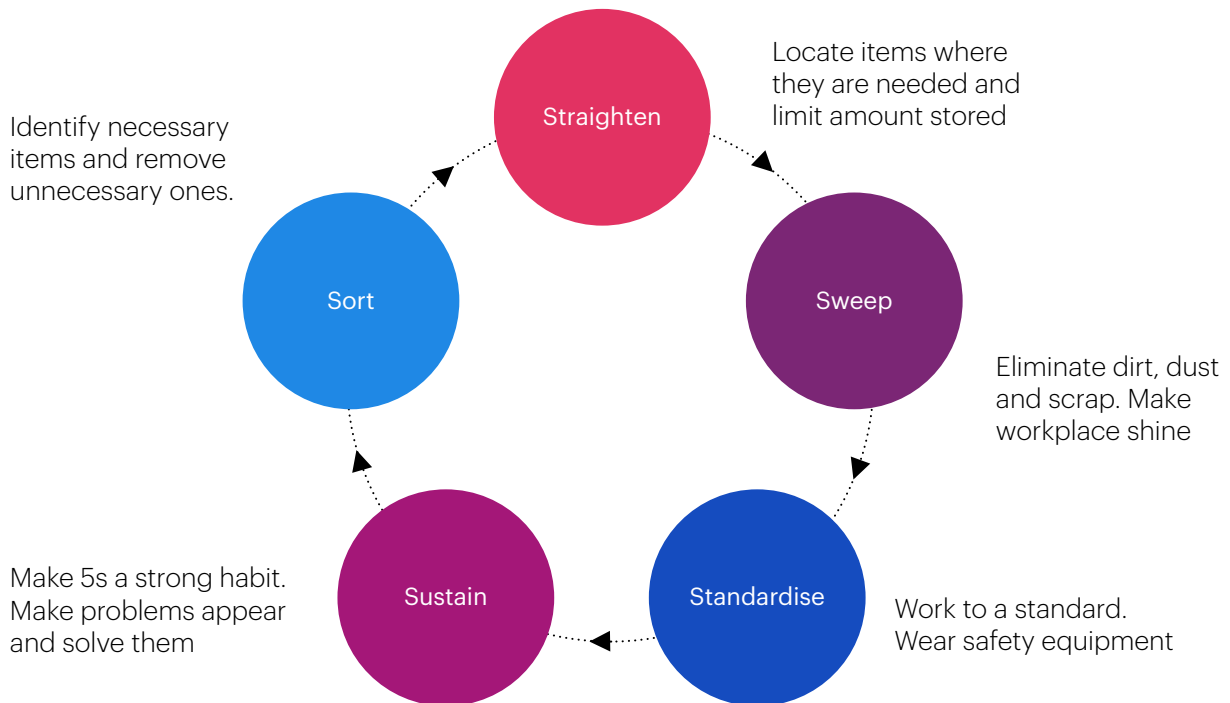 Straighten
Locate items where
they are needed and
limit amount stored
Identify necessary
items and remove
unnecessary ones.
Sort
Sweep
Eliminate dirt, dust
and scrap. Make
workplace shine
Make 5s a strong habit.
Make problems appear
and solve them
Sustain
Standardise
Work to a standard.
Wear safety equipment